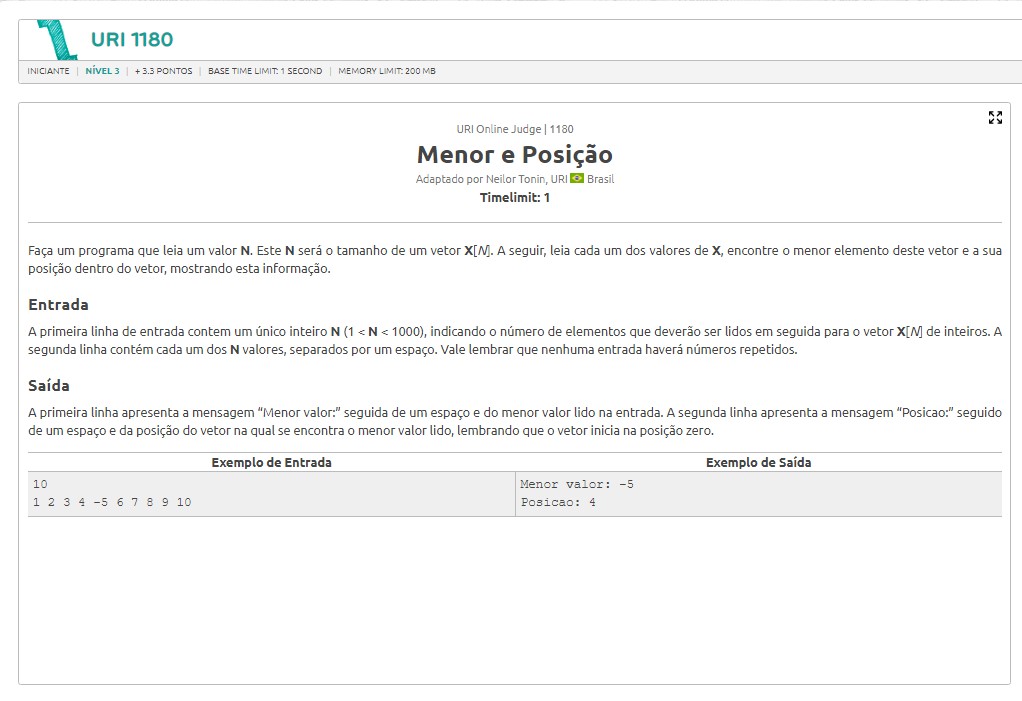 URI 1180
INICIANTE | NÍVEL 3 | + 3.3 PONTOS | BASE TIME LIMIT: 1 SECOND | MEMORY LIMIT: 200 MB
URI Online Judge | 1180
Menor e Posição
Adaptado por Neilor Tonin, URI Brasil
Timelimit: 1
Faça um programa que leia um valor N. Este N será o tamanho de um vetor X[N]. A seguir, leia cada um dos valores de X, encontre o menor elemento deste vetor e a sua
posição dentro do vetor, mostrando esta informação.
Entrada
A primeira linha de entrada contem um único inteiro N (1 < N < 1000), indicando o número de elementos que deverão ser lidos em seguida para o vetor X[N] de inteiros. A
segunda linha contém cada um dos N valores, separados por um espaço. Vale lembrar que nenhuma entrada haverá números repetidos.
Saída
A primeira linha apresenta a mensagem “Menor valor:” seguida de um espaço e do menor valor lido na entrada. A segunda linha apresenta a mensagem “Posicao:” seguido
de um espaço e da posição do vetor na qual se encontra o menor valor lido, lembrando que o vetor inicia na posição zero.
Exemplo de Entrada Exemplo de Saída
10 Menor valor: -5
1 2 3 4 -5 6 7 8 9 10 Posicao: 4